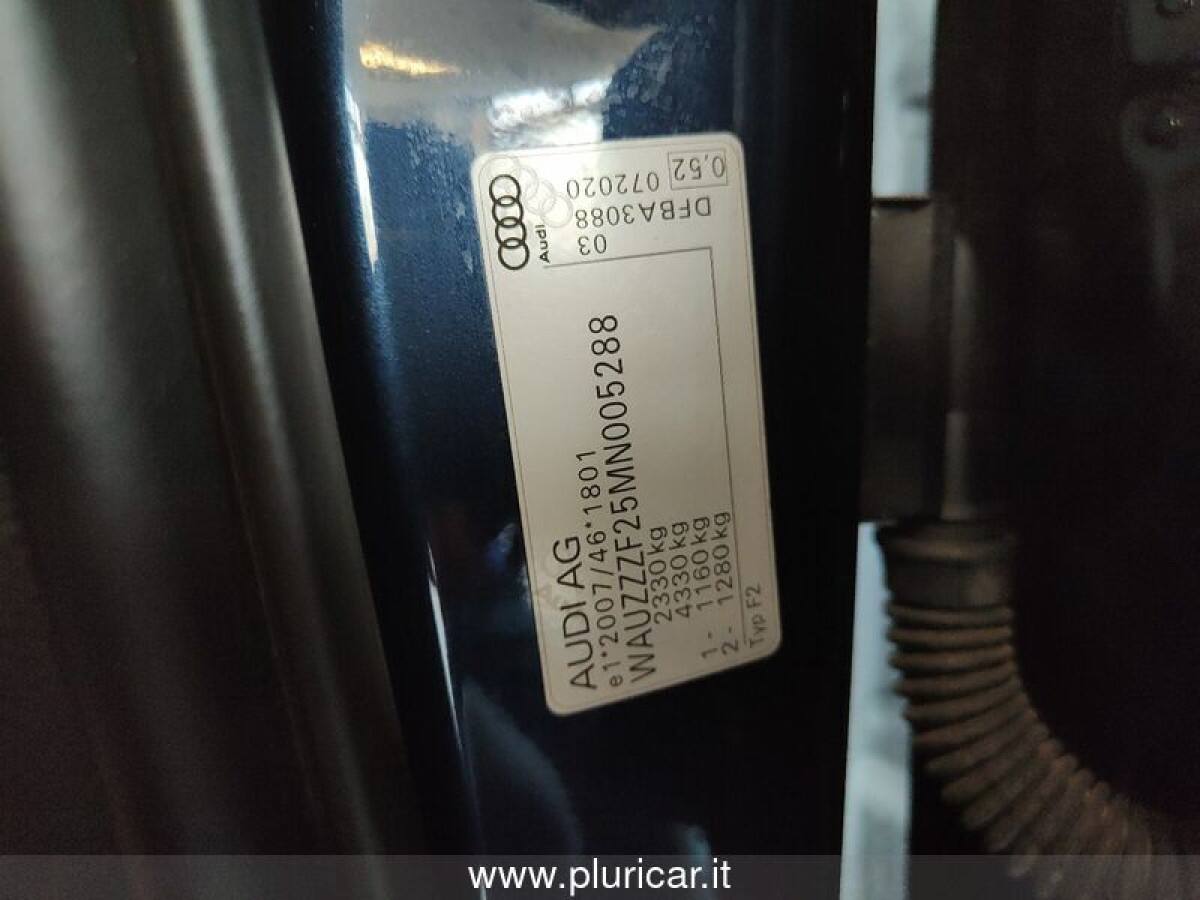 AUDI AG
e1*2007/46*1801
WAUZZZF25MN005288
2330kg
4330kg
1- 1160kg
2- 1280kg
Typ F2
Audi
03
DFBA3088
072020
0,52
www.pluricar.it